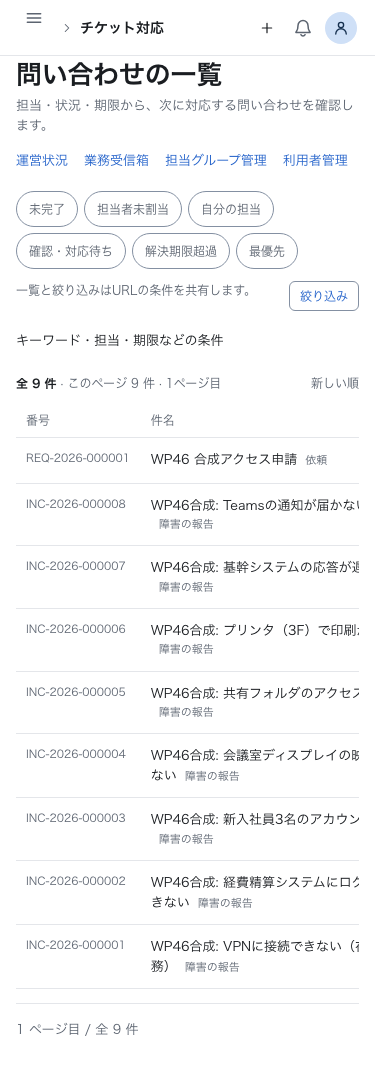 チケット対応
問い合わせの一覧
担当・状況・期限から、次に対応する問い合わせを確認し
ます。
運営状況 業務受信箱 担当グループ管理 利用者管理
未完了 担当者未割当 自分の担当
確認・対応待ち 解決期限超過 最優先
一覧と絞り込みはURLの条件を共有します。 絞り込み
キーワード・担当・期限などの条件
全 9 件 · このページ 9 件 · 1ページ目 新しい順
番号 件名
REQ-2026-000001 WP46 合成アクセス申請 依頼
INC-2026-000008 WP46合成: Teamsの通知が届かな
障害の報告
INC-2026-000007 WP46合成: 基幹システムの応答が
障害の報告
INC-2026-000006 WP46合成: プリンタ（3F）で印刷
障害の報告
INC-2026-000005 WP46合成: 共有フォルダのアクセス
障害の報告
INC-2026-000004 WP46合成: 会議室ディスプレイの
ない 障害の報告
INC-2026-000003 WP46合成: 新入社員3名のアカウン
障害の報告
INC-2026-000002 WP46合成: 経費精算システムにログ
きない 障害の報告
INC-2026-000001 WP46合成: VPNに接続できない（
務） 障害の報告
1 ページ目 / 全 9 件